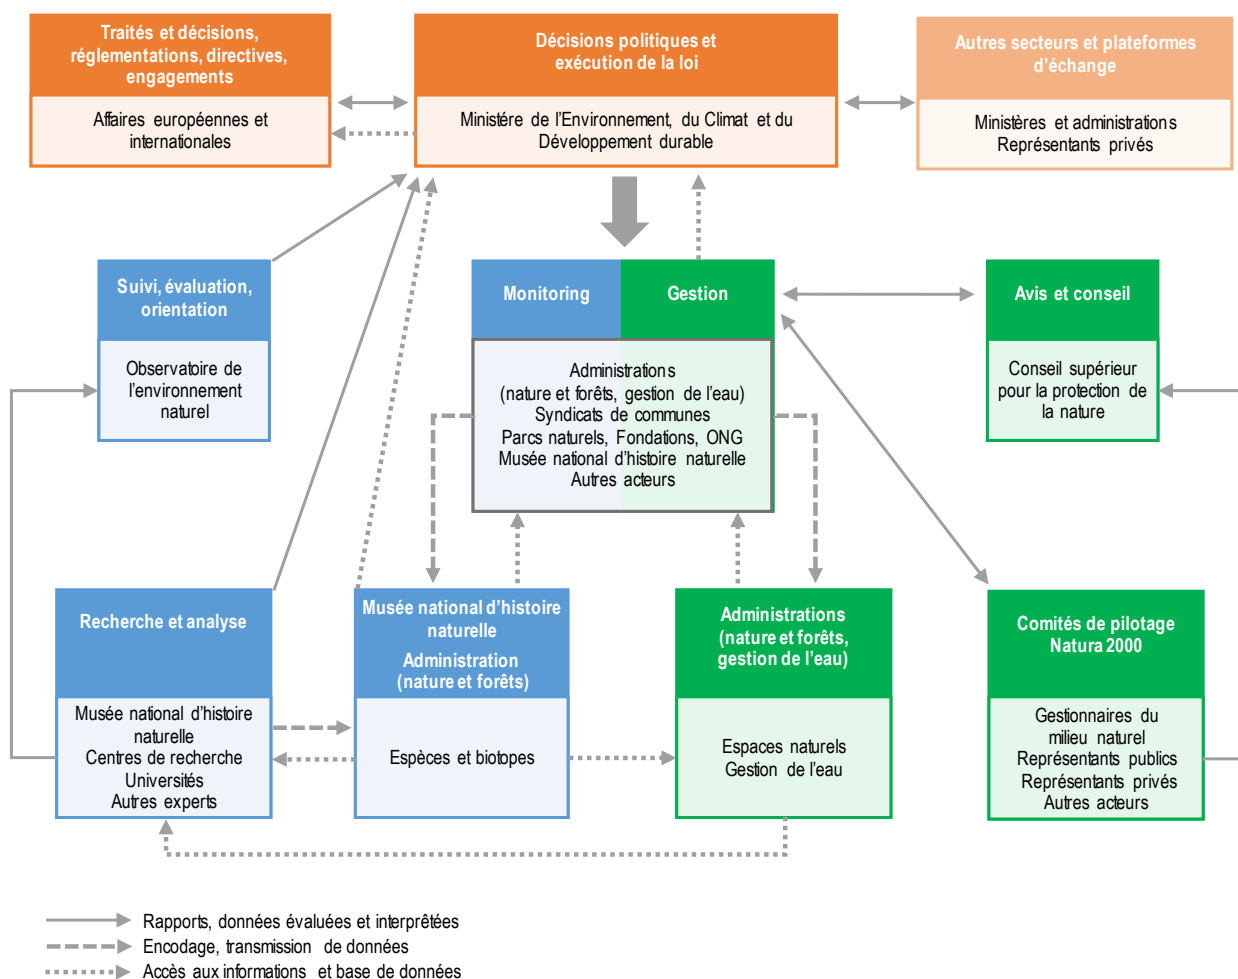 Traités et décisions,
réglementations, directives,
engagements
Affaires européennes et
internationales
Décisions politiques et
exécution de la loi
Ministére de l'Environnement, du Climat et du
Développement durable
Autres secteurs et plateformes
d'échange
Ministères et administrations
Représentants privés
Suivi, évaluation,
orientation
Observatoire de
l'environnement
naturel
Monitoring
Gestion
Administrations
(nature et forêts, gestion de l'eau)
Syndicats de communes
Parcs naturels, Fondations, ONG
Musée national d'histoire naturelle
Autres acteurs
Avis et conseil
Conseil supérieur
pour la protection de
la nature
Recherche et analyse
Musée national d'histoire
naturelle
Centres de recherche
Universités
Autres experts
Musée national d'histoire
naturelle
Administration
(nature et forêts)
Espèces et biotopes
Administrations
(nature et forêts,
gestion de l'eau)
Espaces naturels
Gestion de l'eau
Comités de pilotage
Natura 2000
Gestionnaires du
milieu naturel
Représentants publics
Représentants privés
Autres acteurs
Rapports, données évaluées et interprêtées
Encodage, transmission de données
Accès aux informations et base de données